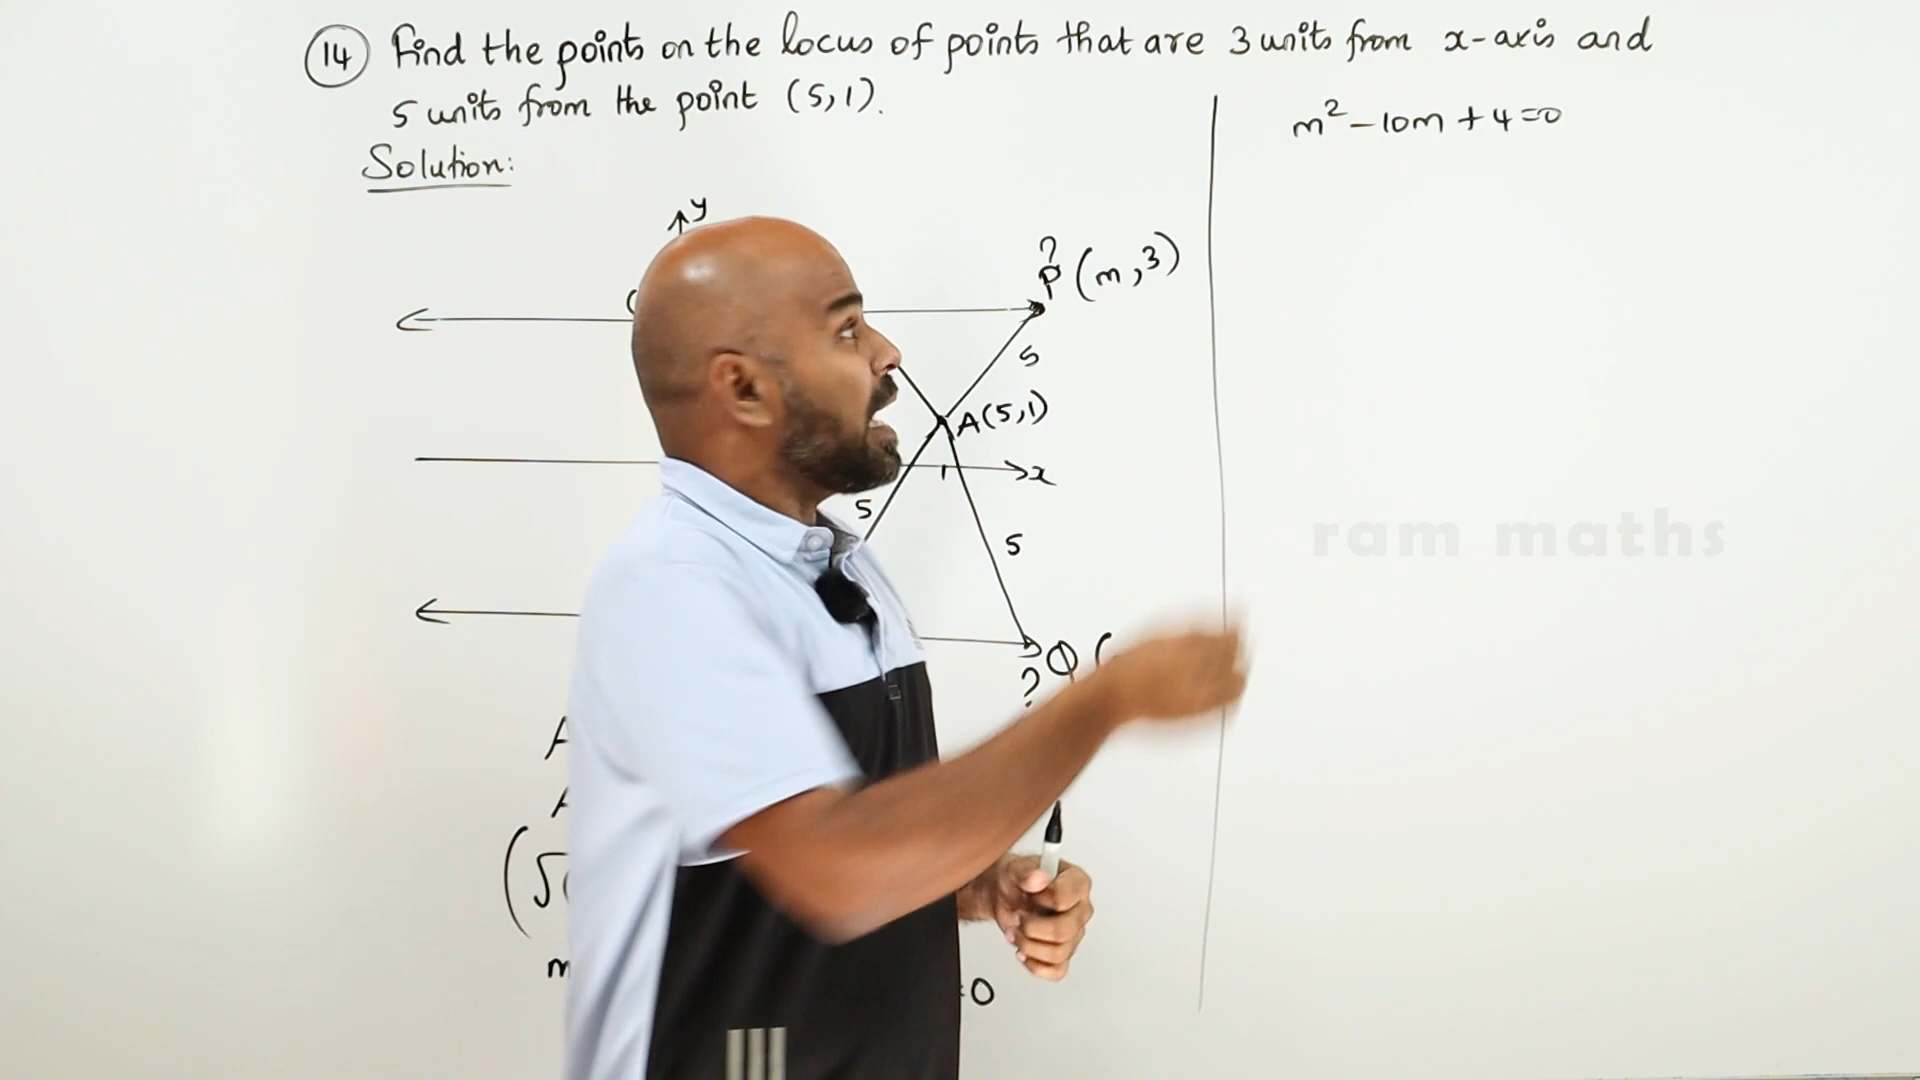 14 Find the points on the locus of points that are 3 units from x-axis and
5 units from the point (5,1).
Solution:
m² - 10m + 4 = 0
y
?
P (m,3)
5
A(5,1)
x
5
5
Q (
?
m
=0
ram maths